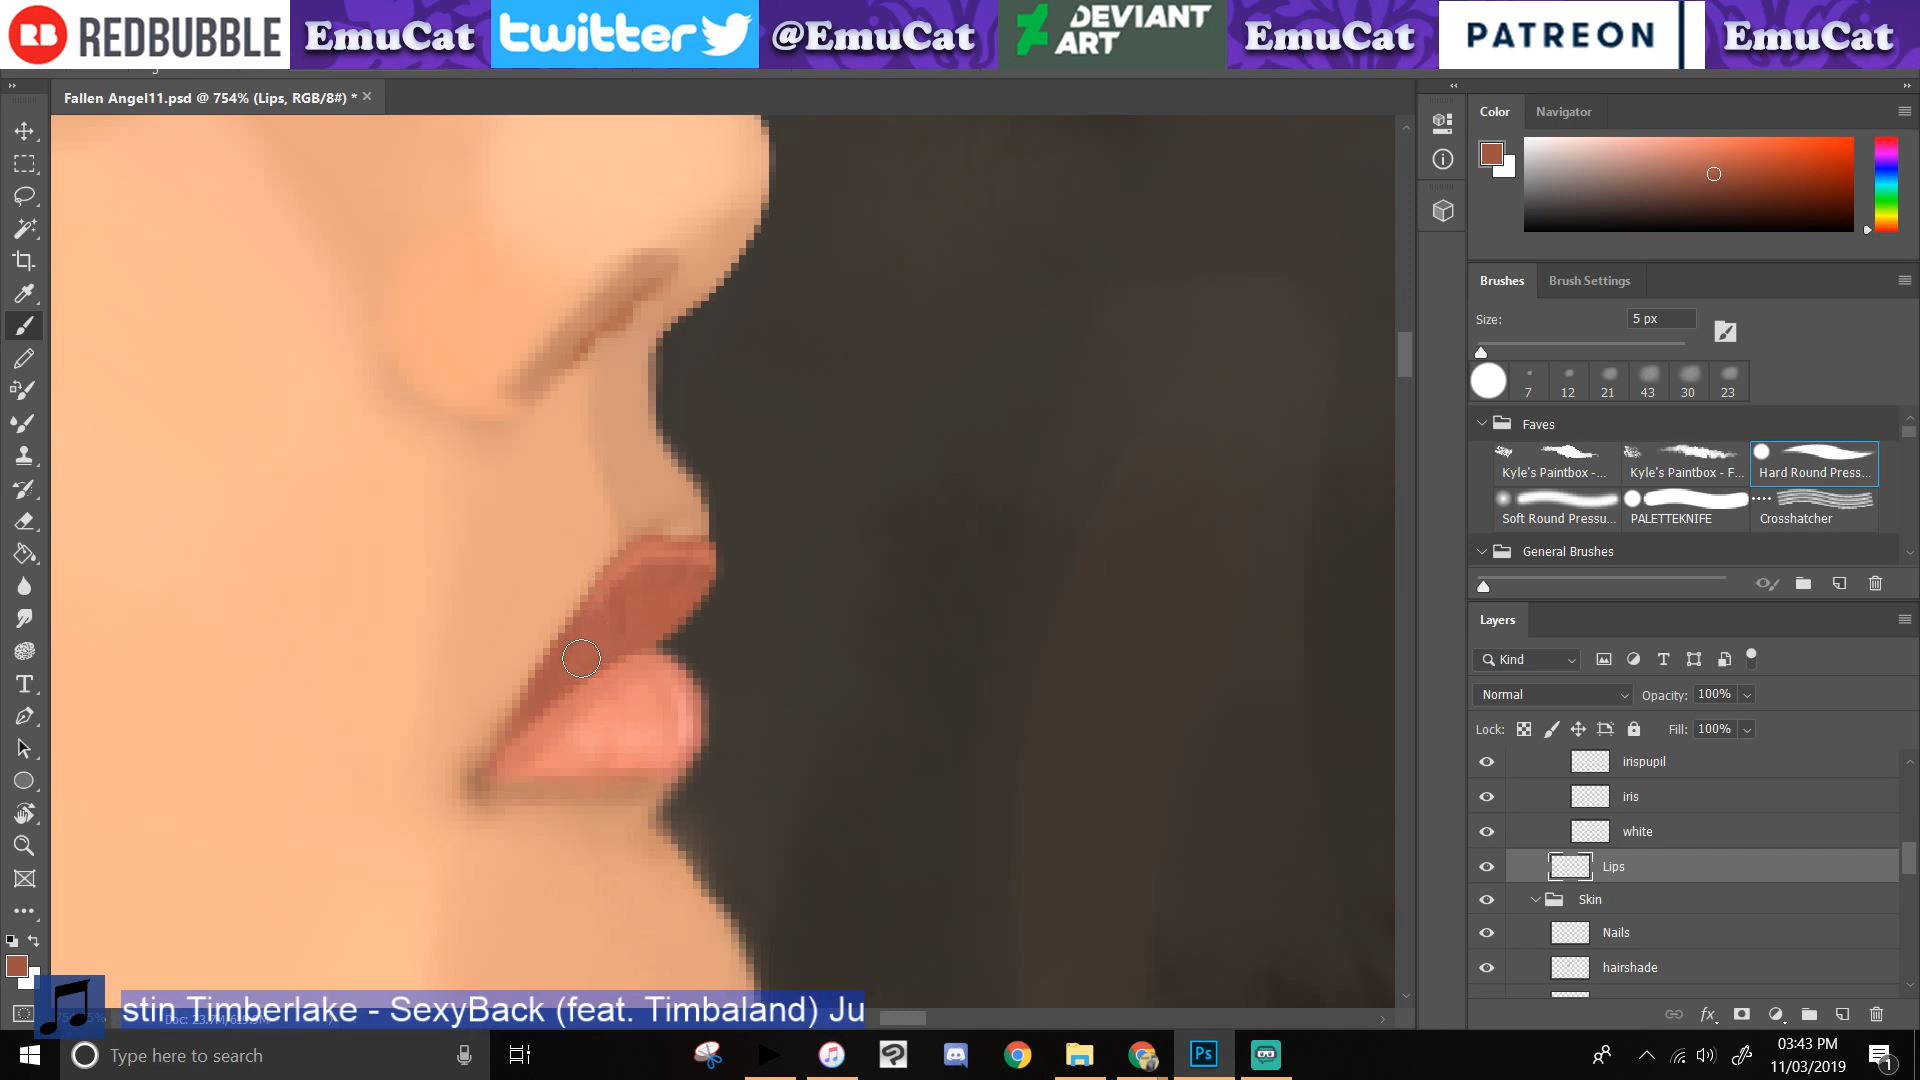 REDBUBBLE EmuCat twitter @EmuCat DEVIANT ART EmuCat PATREON EmuCat
Fallen Angel11.psd @ 754% (Lips, RGB/8#) * ×
Color Navigator
Brushes Brush Settings
Size: 5 px
7 12 21 43 30 23
Faves
Kyle's Paintbox -... Kyle's Paintbox - F... Hard Round Press...
Soft Round Pressu... PALETTEKNIFE Crosshatcher
General Brushes
Layers
Kind
Normal Opacity: 100%
Lock: Fill: 100%
irispupil
iris
white
Lips
Skin
Nails
hairshade
stin Timberlake - SexyBack (feat. Timbaland) Ju
Type here to search
Ps
03:43 PM
11/03/2019
1